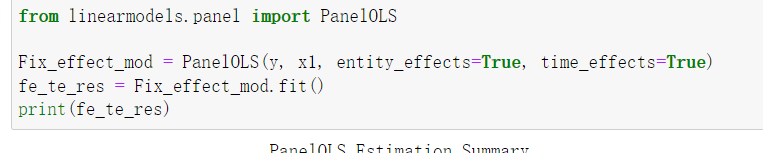 from linearmodels.panel import PanelOLS
Fix_effect_mod = PanelOLS(y, x1, entity_effects=True, time_effects=True)
fe_te_res = Fix_effect_mod.fit()
print(fe_te_res)
PanelOLS Estimation Summary